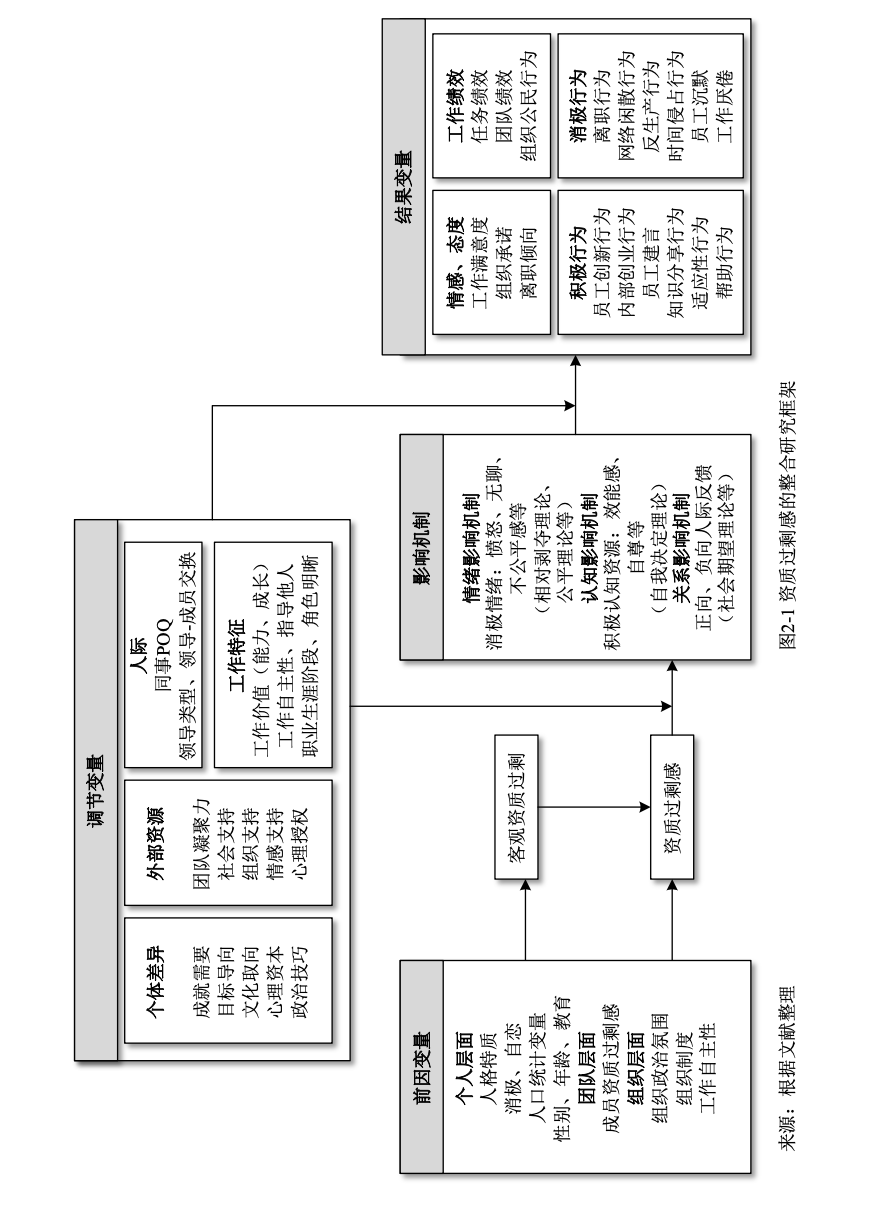 调节变量
个体差异
成就需要
目标导向
文化取向
心理资本
政治技巧
外部资源
团队凝聚力
社会支持
组织支持
情感支持
心理授权
人际
同事POQ
领导类型、领导-成员交换
工作特征
工作价值（能力、成长）
工作自主性、指导他人
职业生涯阶段、角色明晰
前因变量
个人层面
人格特质
消极、自恋
人口统计变量
性别、年龄、教育
团队层面
成员资质过剩感
组织层面
组织政治氛围
组织制度
工作自主性
客观资质过剩
资质过剩感
影响机制
情绪影响机制
消极情绪：愤怒、无聊、
不公平感等
（相对剥夺理论、
公平理论等）
认知影响机制
积极认知资源：效能感、
自尊等
（自我决定理论）
关系影响机制
正向、负向人际反馈
（社会期望理论等）
结果变量
情感、态度
工作满意度
组织承诺
离职倾向
工作绩效
任务绩效
团队绩效
组织公民行为
积极行为
员工创新行为
内部创业行为
员工建言
知识分享行为
适应性行为
帮助行为
消极行为
离职行为
网络闲散行为
反生产行为
时间侵占行为
员工沉默
工作厌倦
图2-1 资质过剩感的整合研究框架
来源：根据文献整理